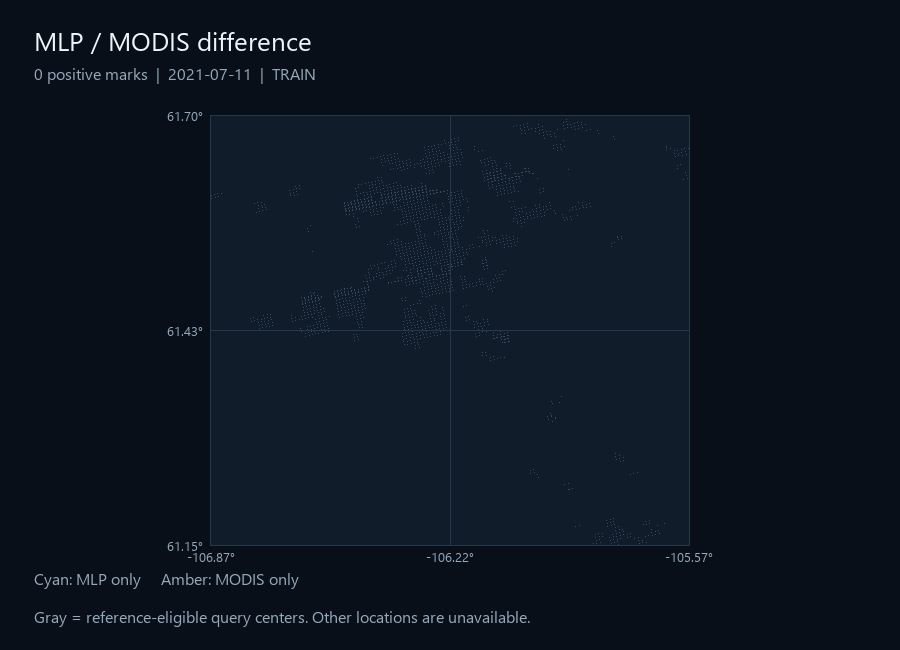 MLP / MODIS difference
0 positive marks | 2021-07-11 | TRAIN
61.70°
61.43°
61.15°
-106.87° -106.22° -105.57°
Cyan: MLP only Amber: MODIS only
Gray = reference-eligible query centers. Other locations are unavailable.